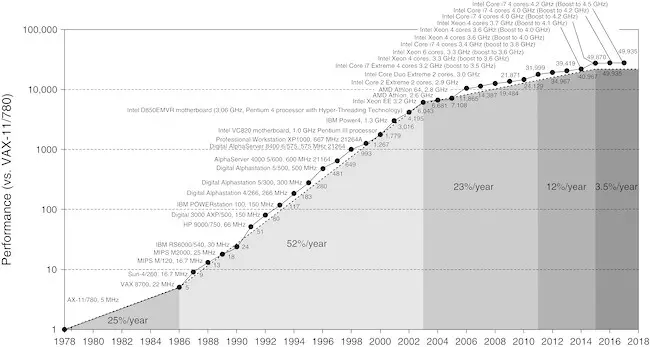 Intel Core i7 4 cores 4.2 GHz (Boost to 4.5 GHz)
Intel Core i7 4 cores 4.0 GHz (Boost to 4.2 GHz)
Intel Core i7 4 cores 4.0 GHz (Boost to 4.2 GHz)
Intel Xeon 4 cores 3.7 GHz (Boost to 4.1 GHz)
Intel Xeon 4 cores 3.6 GHz (Boost to 4.0 GHz)
Intel Core i7 4 cores 3.4 GHz (boost to 3.8 GHz)
Intel Xeon 6 cores, 3.3 GHz (boost to 3.6 GHz)
Intel Xeon 4 cores, 3.3 GHz (boost to 3.6 GHz)
Intel Core i7 Extreme 4 cores 3.2 GHz (boost to 3.5 GHz)
Intel Core Duo Extreme 2 cores, 3.0 GHz
Intel Core 2 Extreme 2 cores, 2.9 GHz
AMD Athlon 64, 2.8 GHz
AMD Athlon, 2.6 GHz
Intel Xeon EE 3.2 GHz
Intel D850EMVR motherboard (3.06 GHz, Pentium 4 processor with Hyper-Threading Technology)
IBM Power4, 1.3 GHz
Intel VC820 motherboard, 1.0 GHz Pentium III processor
Professional Workstation XP1000, 667 MHz 21264A
Digital AlphaServer 8400 6/575, 575 MHz 21264
AlphaServer 4000 5/600, 600 MHz 21164
Digital Alphastation 5/500, 500 MHz
Digital Alphastation 5/300, 300 MHz
Digital Alphastation 4/266, 266 MHz
IBM POWERstation 100, 150 MHz
Digital 3000 AXP/500, 150 MHz
HP 9000/750, 66 MHz
IBM RS6000/540, 30 MHz
MIPS M2000, 25 MHz
MIPS M/120, 16.7 MHz
Sun-4/260, 16.7 MHz
VAX 8700, 22 MHz
AX-11/780, 5 MHz
5
9
13
18
24
51
80
117
183
280
481
649
993
1,267
1,779
3,016
4,195
6,043
6,681
7,108
11,865
14,387
19,484
21,871
24,129
31,999
34,967
39,419
40,967
49,935
49,935
25%/year
52%/year
23%/year
12%/year
3.5%/year
Performance (vs. VAX-11/780)
100,000
10,000
1000
100
10
1
1978 1980 1982 1984 1986 1988 1990 1992 1994 1996 1998 2000 2002 2004 2006 2008 2010 2012 2014 2016 2018